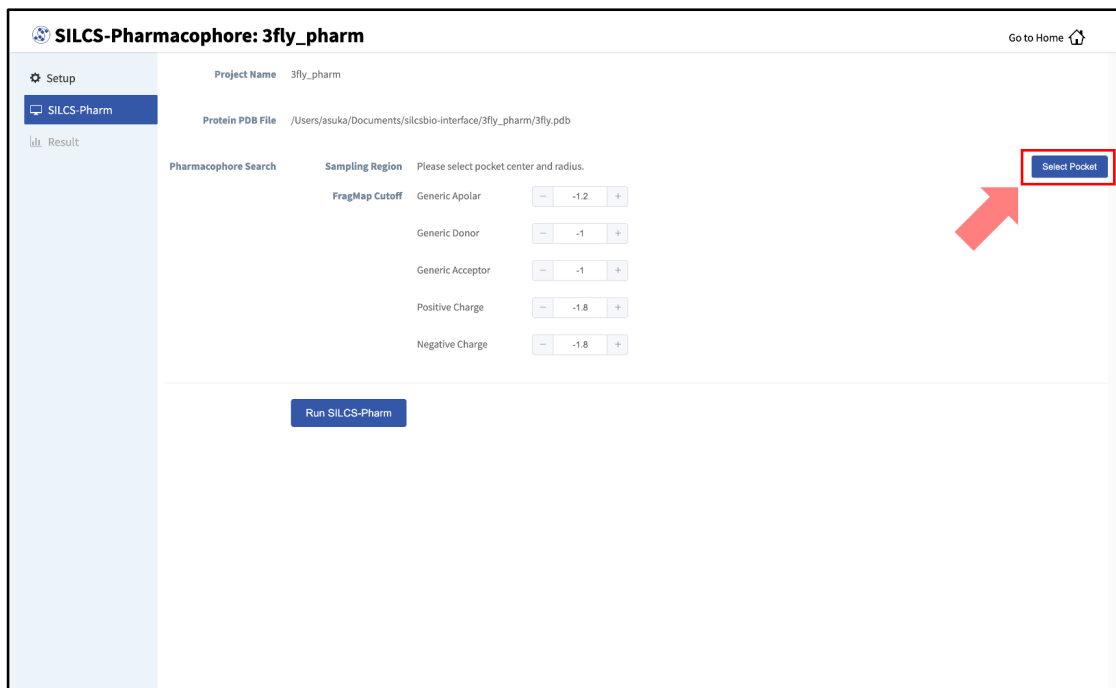 SILCS-Pharmacophore: 3fly_pharm
Go to Home
Setup
SILCS-Pharm
Result
Project Name 3fly_pharm
Protein PDB File /Users/asuka/Documents/silcsbio-interface/3fly_pharm/3fly.pdb
Pharmacophore Search Sampling Region Please select pocket center and radius. Select Pocket
FragMap Cutoff Generic Apolar − -1.2 +
Generic Donor − -1 +
Generic Acceptor − -1 +
Positive Charge − -1.8 +
Negative Charge − -1.8 +
Run SILCS-Pharm